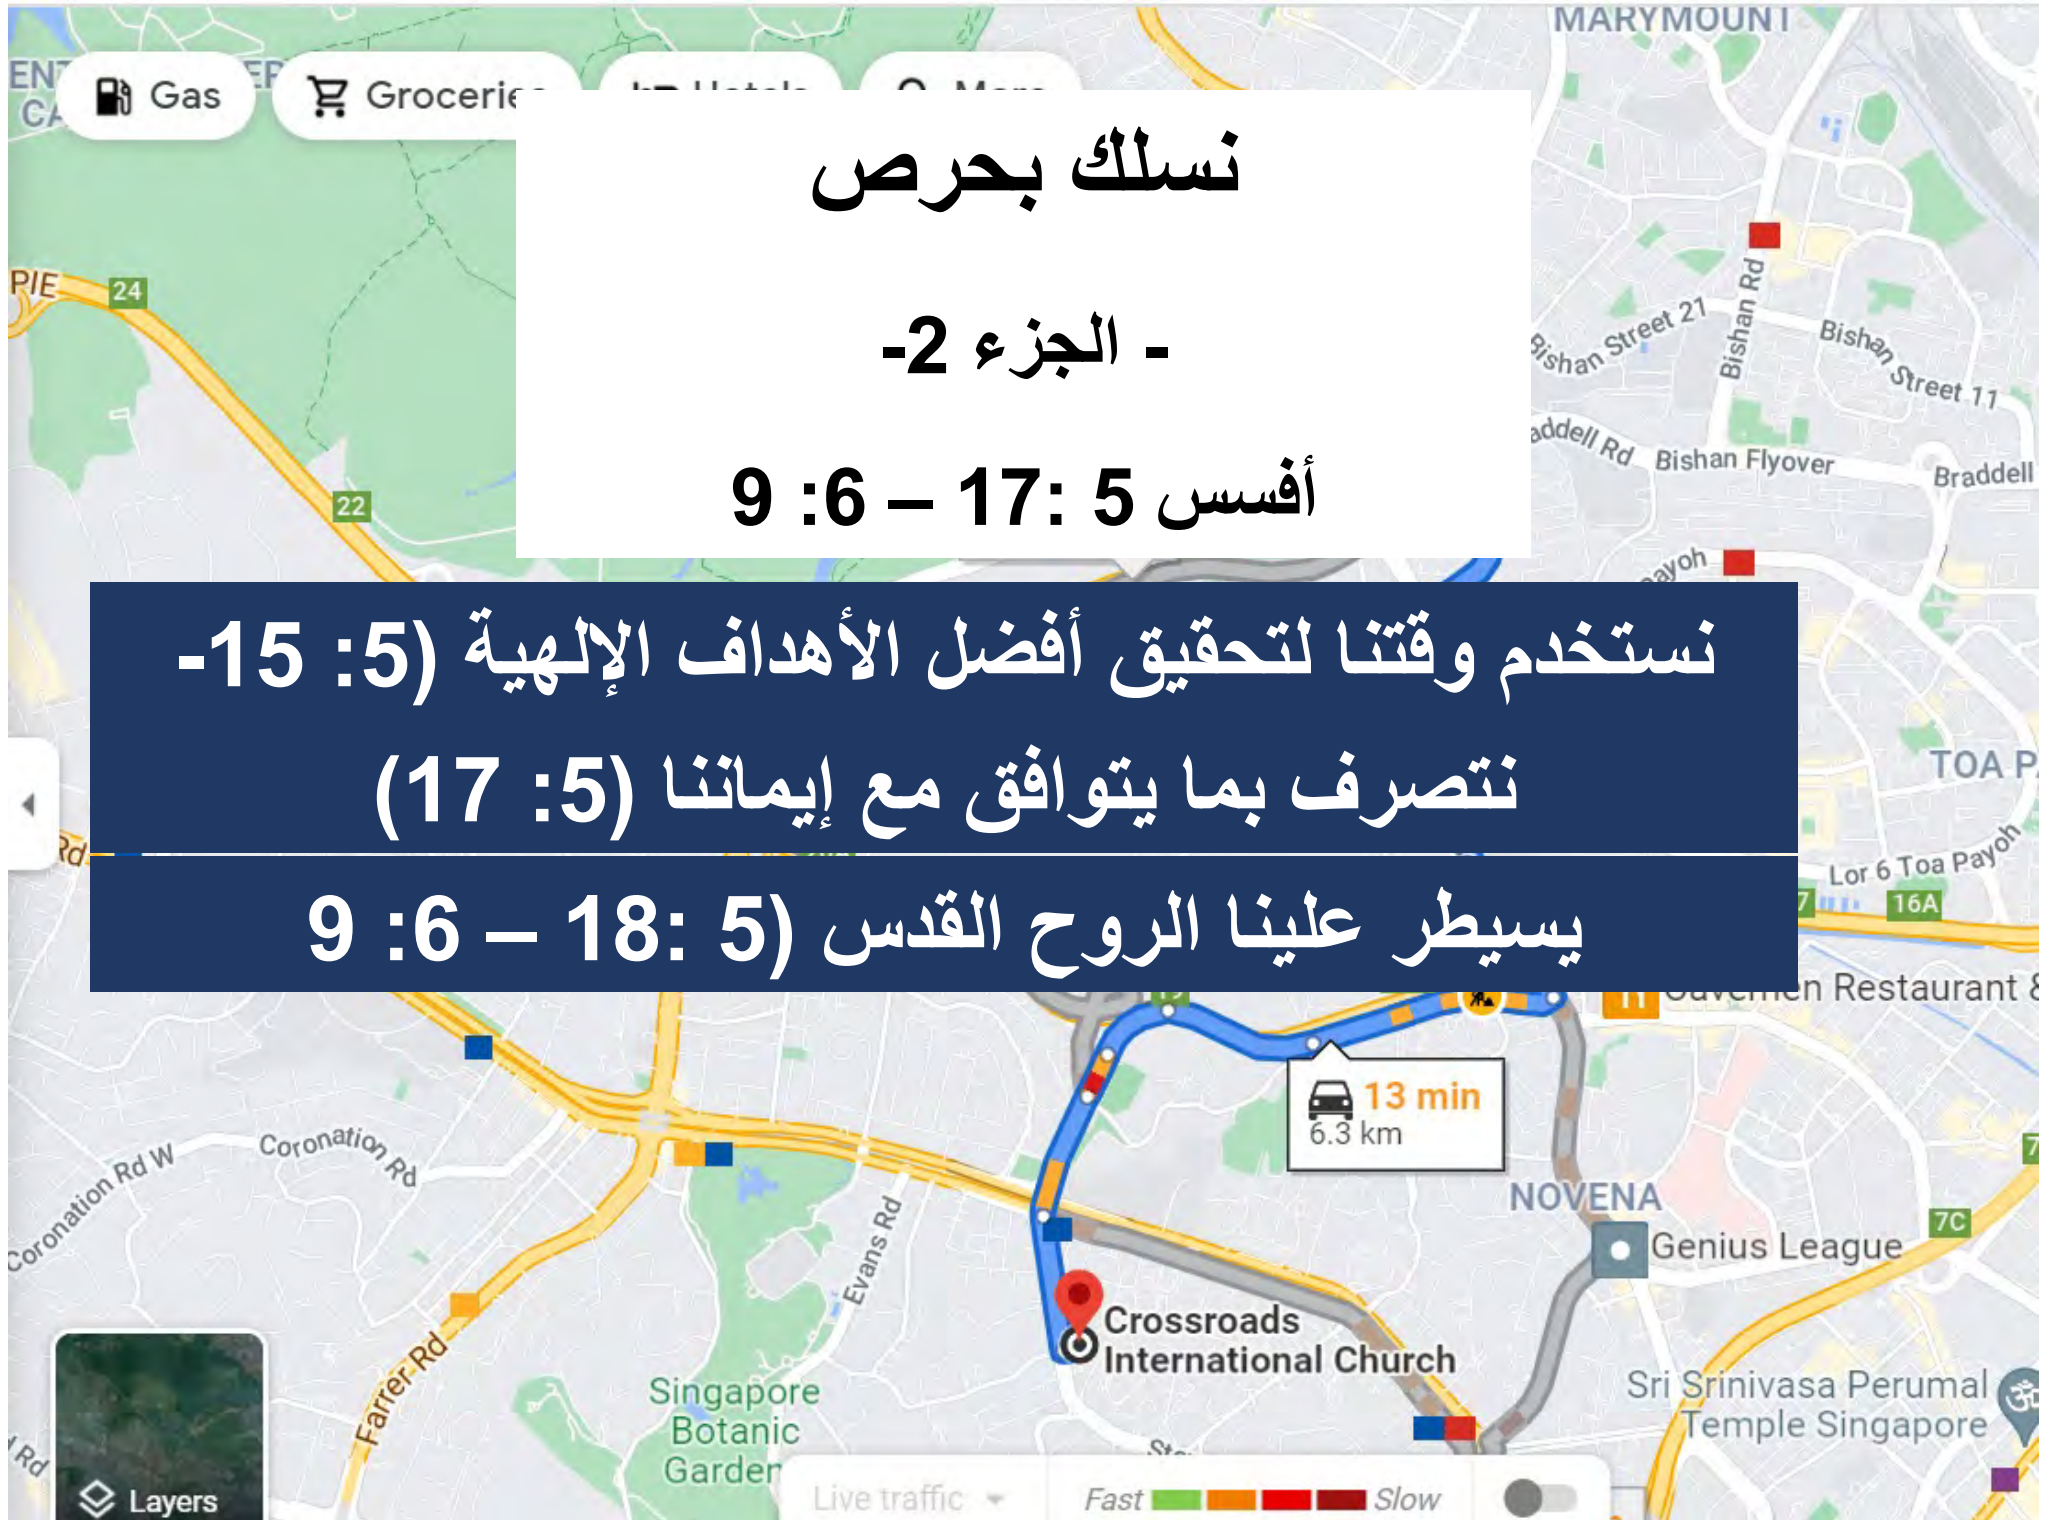 MARYMOUNT
Gas
Groceries
More
نسلك بحرص
- الجزء 2-
أفسس 5 :17 – 6: 9
نستخدم وقتنا لتحقيق أفضل الأهداف الإلهية (5: 15-
نتصرف بما يتوافق مع إيماننا (5: 17)
يسيطر علينا الروح القدس (5 :18 – 6: 9
PIE
24
22
Bishan Rd
Bishan Street 21
Bishan Street 11
Bishan Flyover
Braddell
TOA P
Lor 6 Toa Payoh
16A
Restaurant &
13 min
6.3 km
Coronation Rd W
Coronation Rd
Evans Rd
NOVENA
7C
Genius League
Crossroads
International Church
Farrer Rd
Singapore
Botanic
Garden
Sri Srinivasa Perumal
Temple Singapore
Layers
Live traffic
Fast
Slow